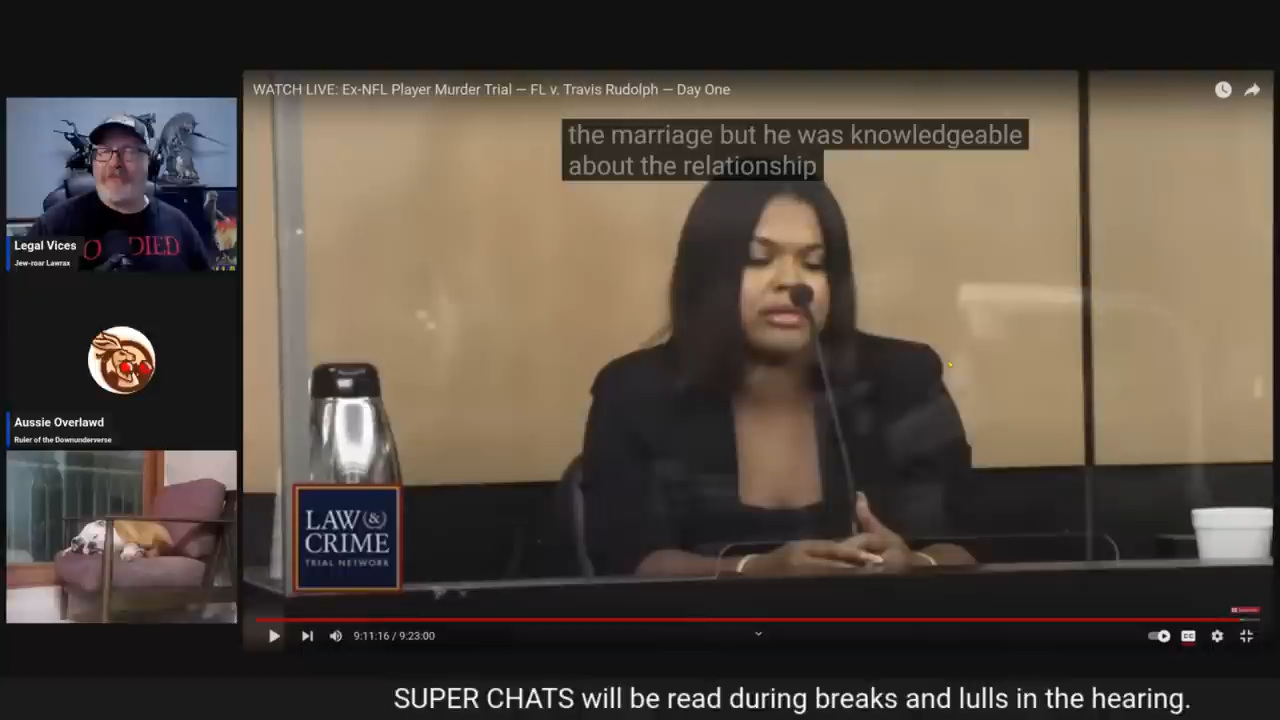 WATCH LIVE: Ex-NFL Player Murder Trial — FL v. Travis Rudolph — Day One
the marriage but he was knowledgeable
about the relationship
DIED
Legal Vices
Jew-roar Lawrax
Aussie Overlawd
Ruler of the Downunderverse
LAW (&)
CRIME
TRIAL NETWORK
9:11:16 / 9:23:00
CC
SUPER CHATS will be read during breaks and lulls in the hearing.